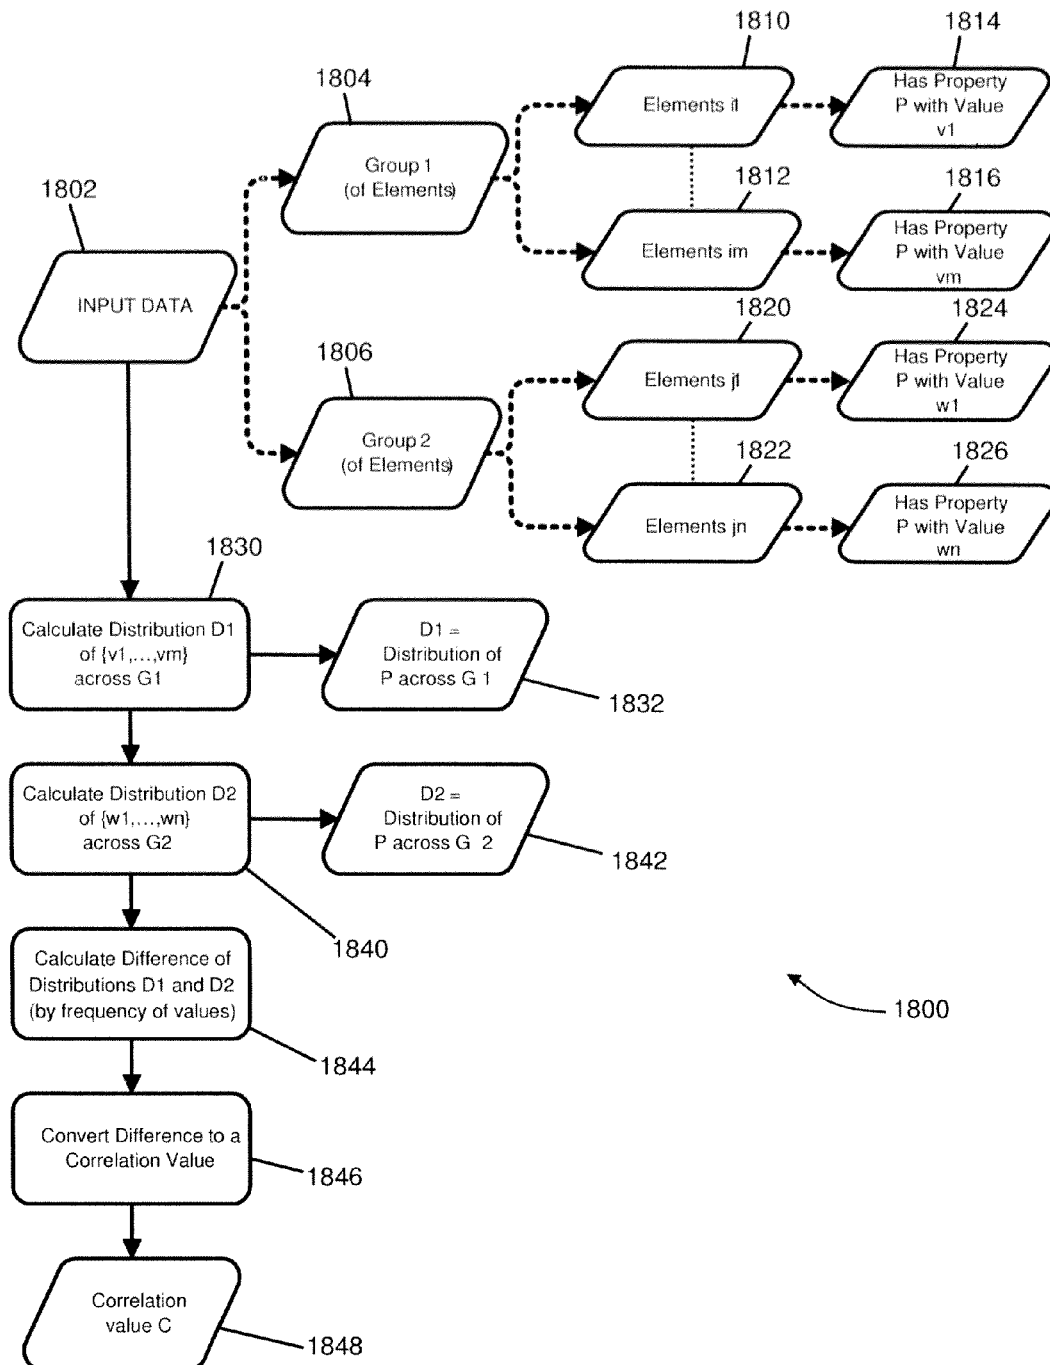 1810
1814
1804
Elements i1
Has Property
P with Value
v1
Group 1
(of Elements)
1802
1812
1816
Elements im
Has Property
P with Value
vm
INPUT DATA
1820
1824
1806
Elements j1
Has Property
P with Value
w1
Group 2
(of Elements)
1822
1826
Elements jn
Has Property
P with Value
wn
1830
Calculate Distribution D1
of {v1,...,vm}
across G1
D1 =
Distribution of
P across G 1
1832
Calculate Distribution D2
of {w1,...,wn}
across G2
D2 =
Distribution of
P across G 2
1842
1840
Calculate Difference of
Distributions D1 and D2
(by frequency of values)
1800
1844
Convert Difference to a
Correlation Value
1846
Correlation
value C
1848